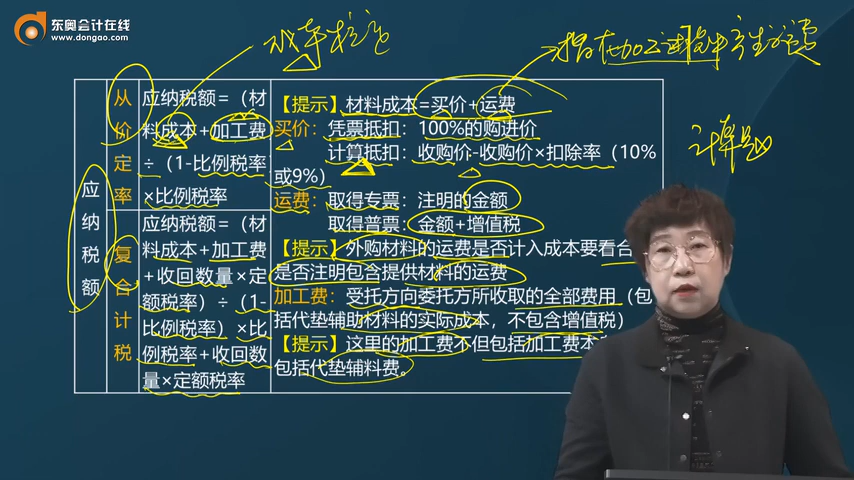 东奥会计在线
www.dongao.com
应纳税额
从价定率
应纳税额=（材
料成本+加工费）
÷（1-比例税率）
×比例税率
【提示】材料成本=买价+运费
买价：凭票抵扣：100%的购进价
计算抵扣：收购价-收购价×扣除率（10%
或9%）
运费：取得专票：注明的金额
取得普票：金额+增值税
复合计税
应纳税额=（材
料成本+加工费
+收回数量×定
额税率）÷（1-
比例税率）×比
例税率+收回数
量×定额税率
【提示】外购材料的运费是否计入成本要看合
是否注明包含提供材料的运费
加工费：受托方向委托方所收取的全部费用（包
括代垫辅助材料的实际成本，不包含增值税）
【提示】这里的加工费不但包括加工费本
包括代垫辅料费。
计算题